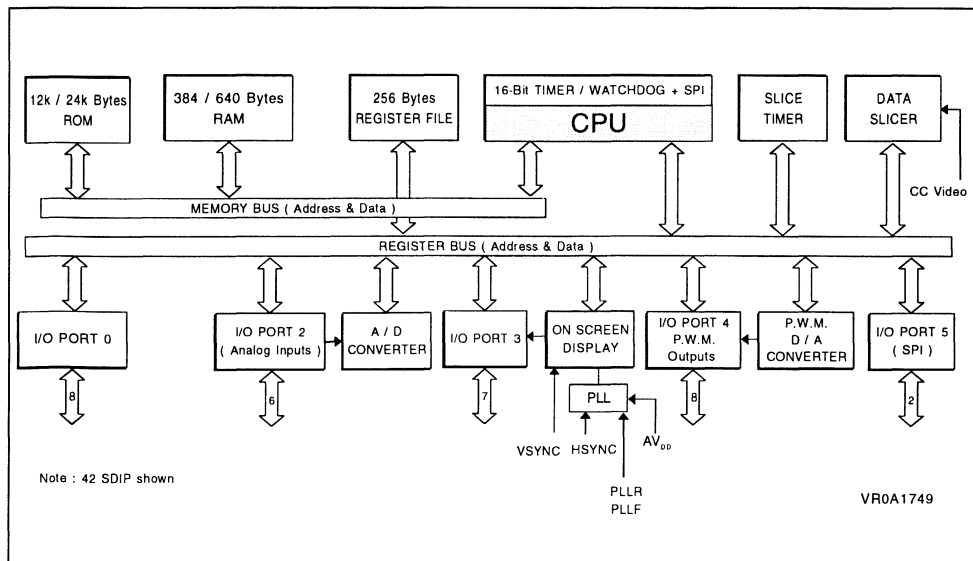 12k / 24k Bytes
ROM
384 / 640 Bytes
RAM
256 Bytes
REGISTER FILE
16-Bit TIMER / WATCHDOG + SPI
CPU
SLICE
TIMER
DATA
SLICER
CC Video
MEMORY BUS ( Address & Data )
REGISTER BUS ( Address & Data )
I/O PORT 0
I/O PORT 2
( Analog Inputs )
A / D
CONVERTER
I/O PORT 3
ON SCREEN
DISPLAY
I/O PORT 4
P.W.M.
Outputs
P.W.M.
D / A
CONVERTER
I/O PORT 5
( SPI )
PLL
8
6
7
8
2
VSYNC
HSYNC
AVDD
PLLR
PLLF
Note : 42 SDIP shown
VR0A1749